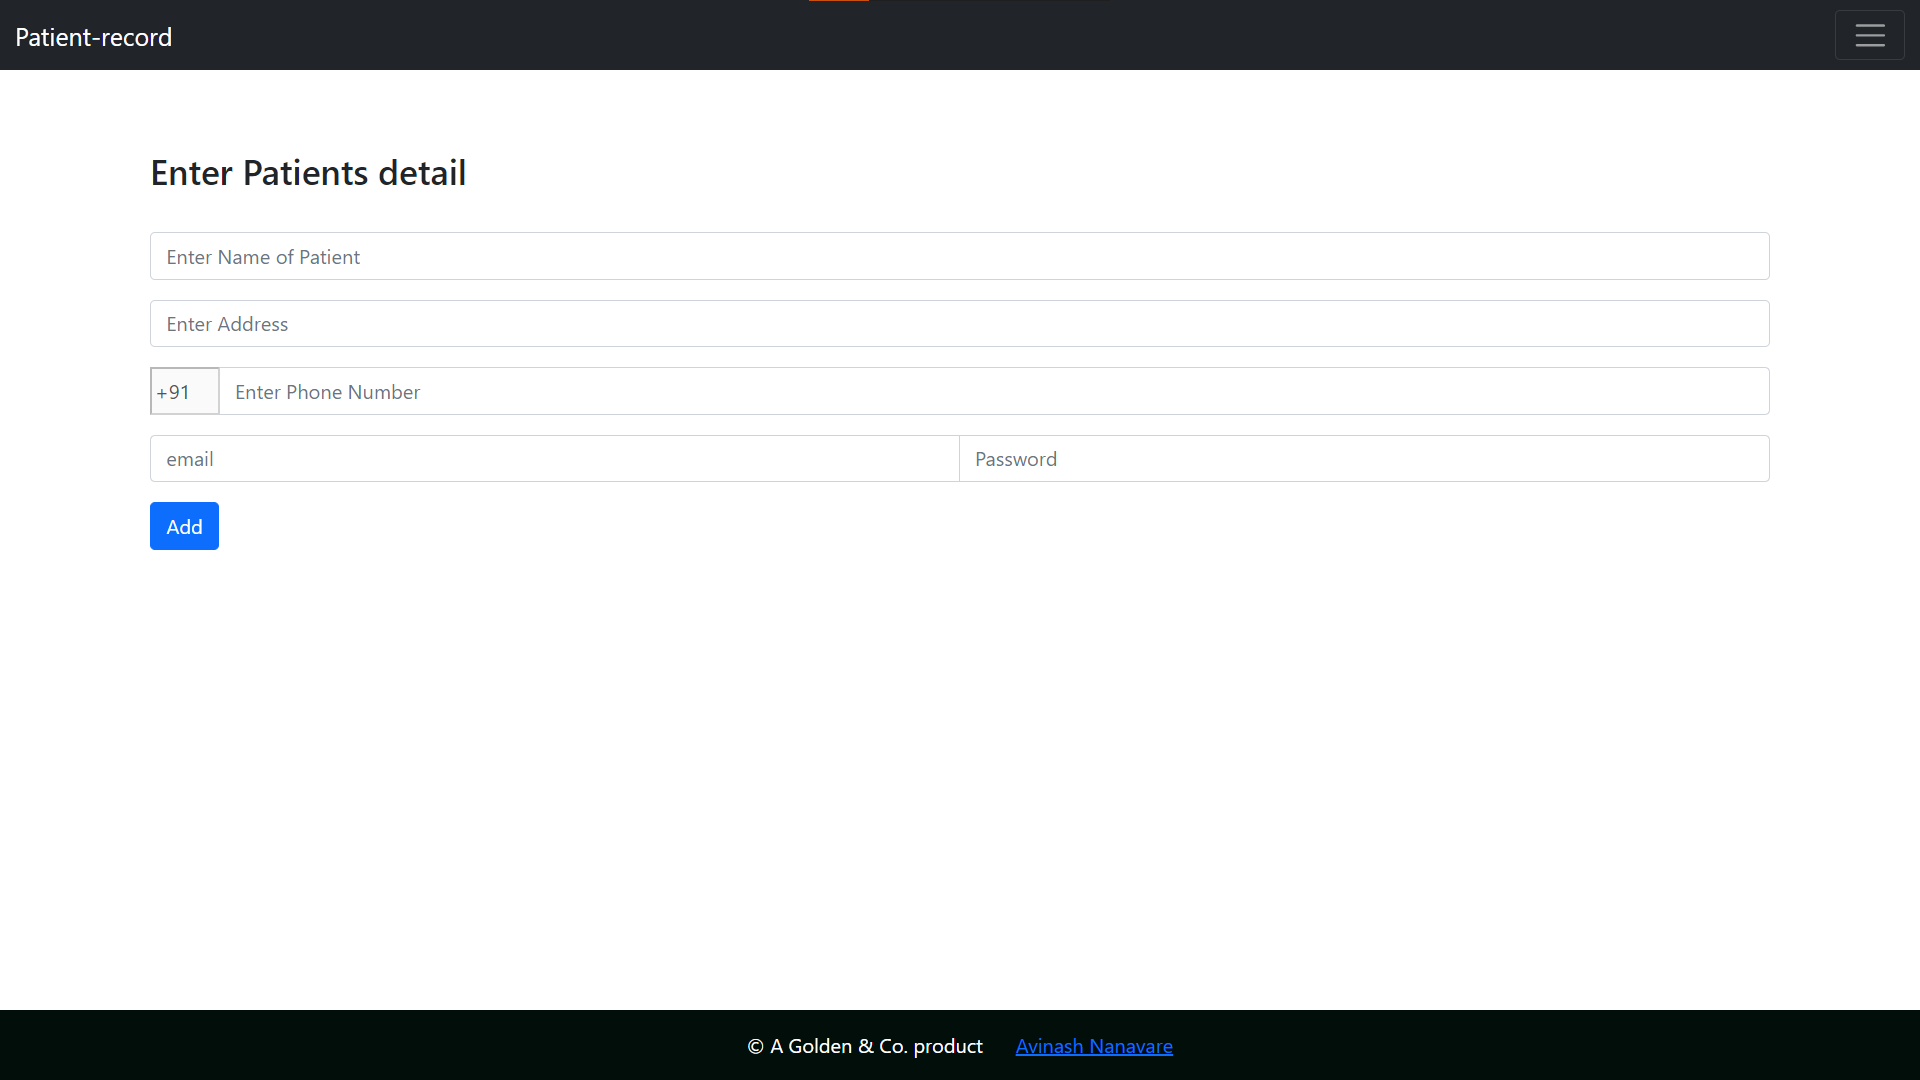 Patient-record
Enter Patients detail
Enter Name of Patient
Enter Address
+91 Enter Phone Number
email Password
Add
© A Golden & Co. product Avinash Nanavare